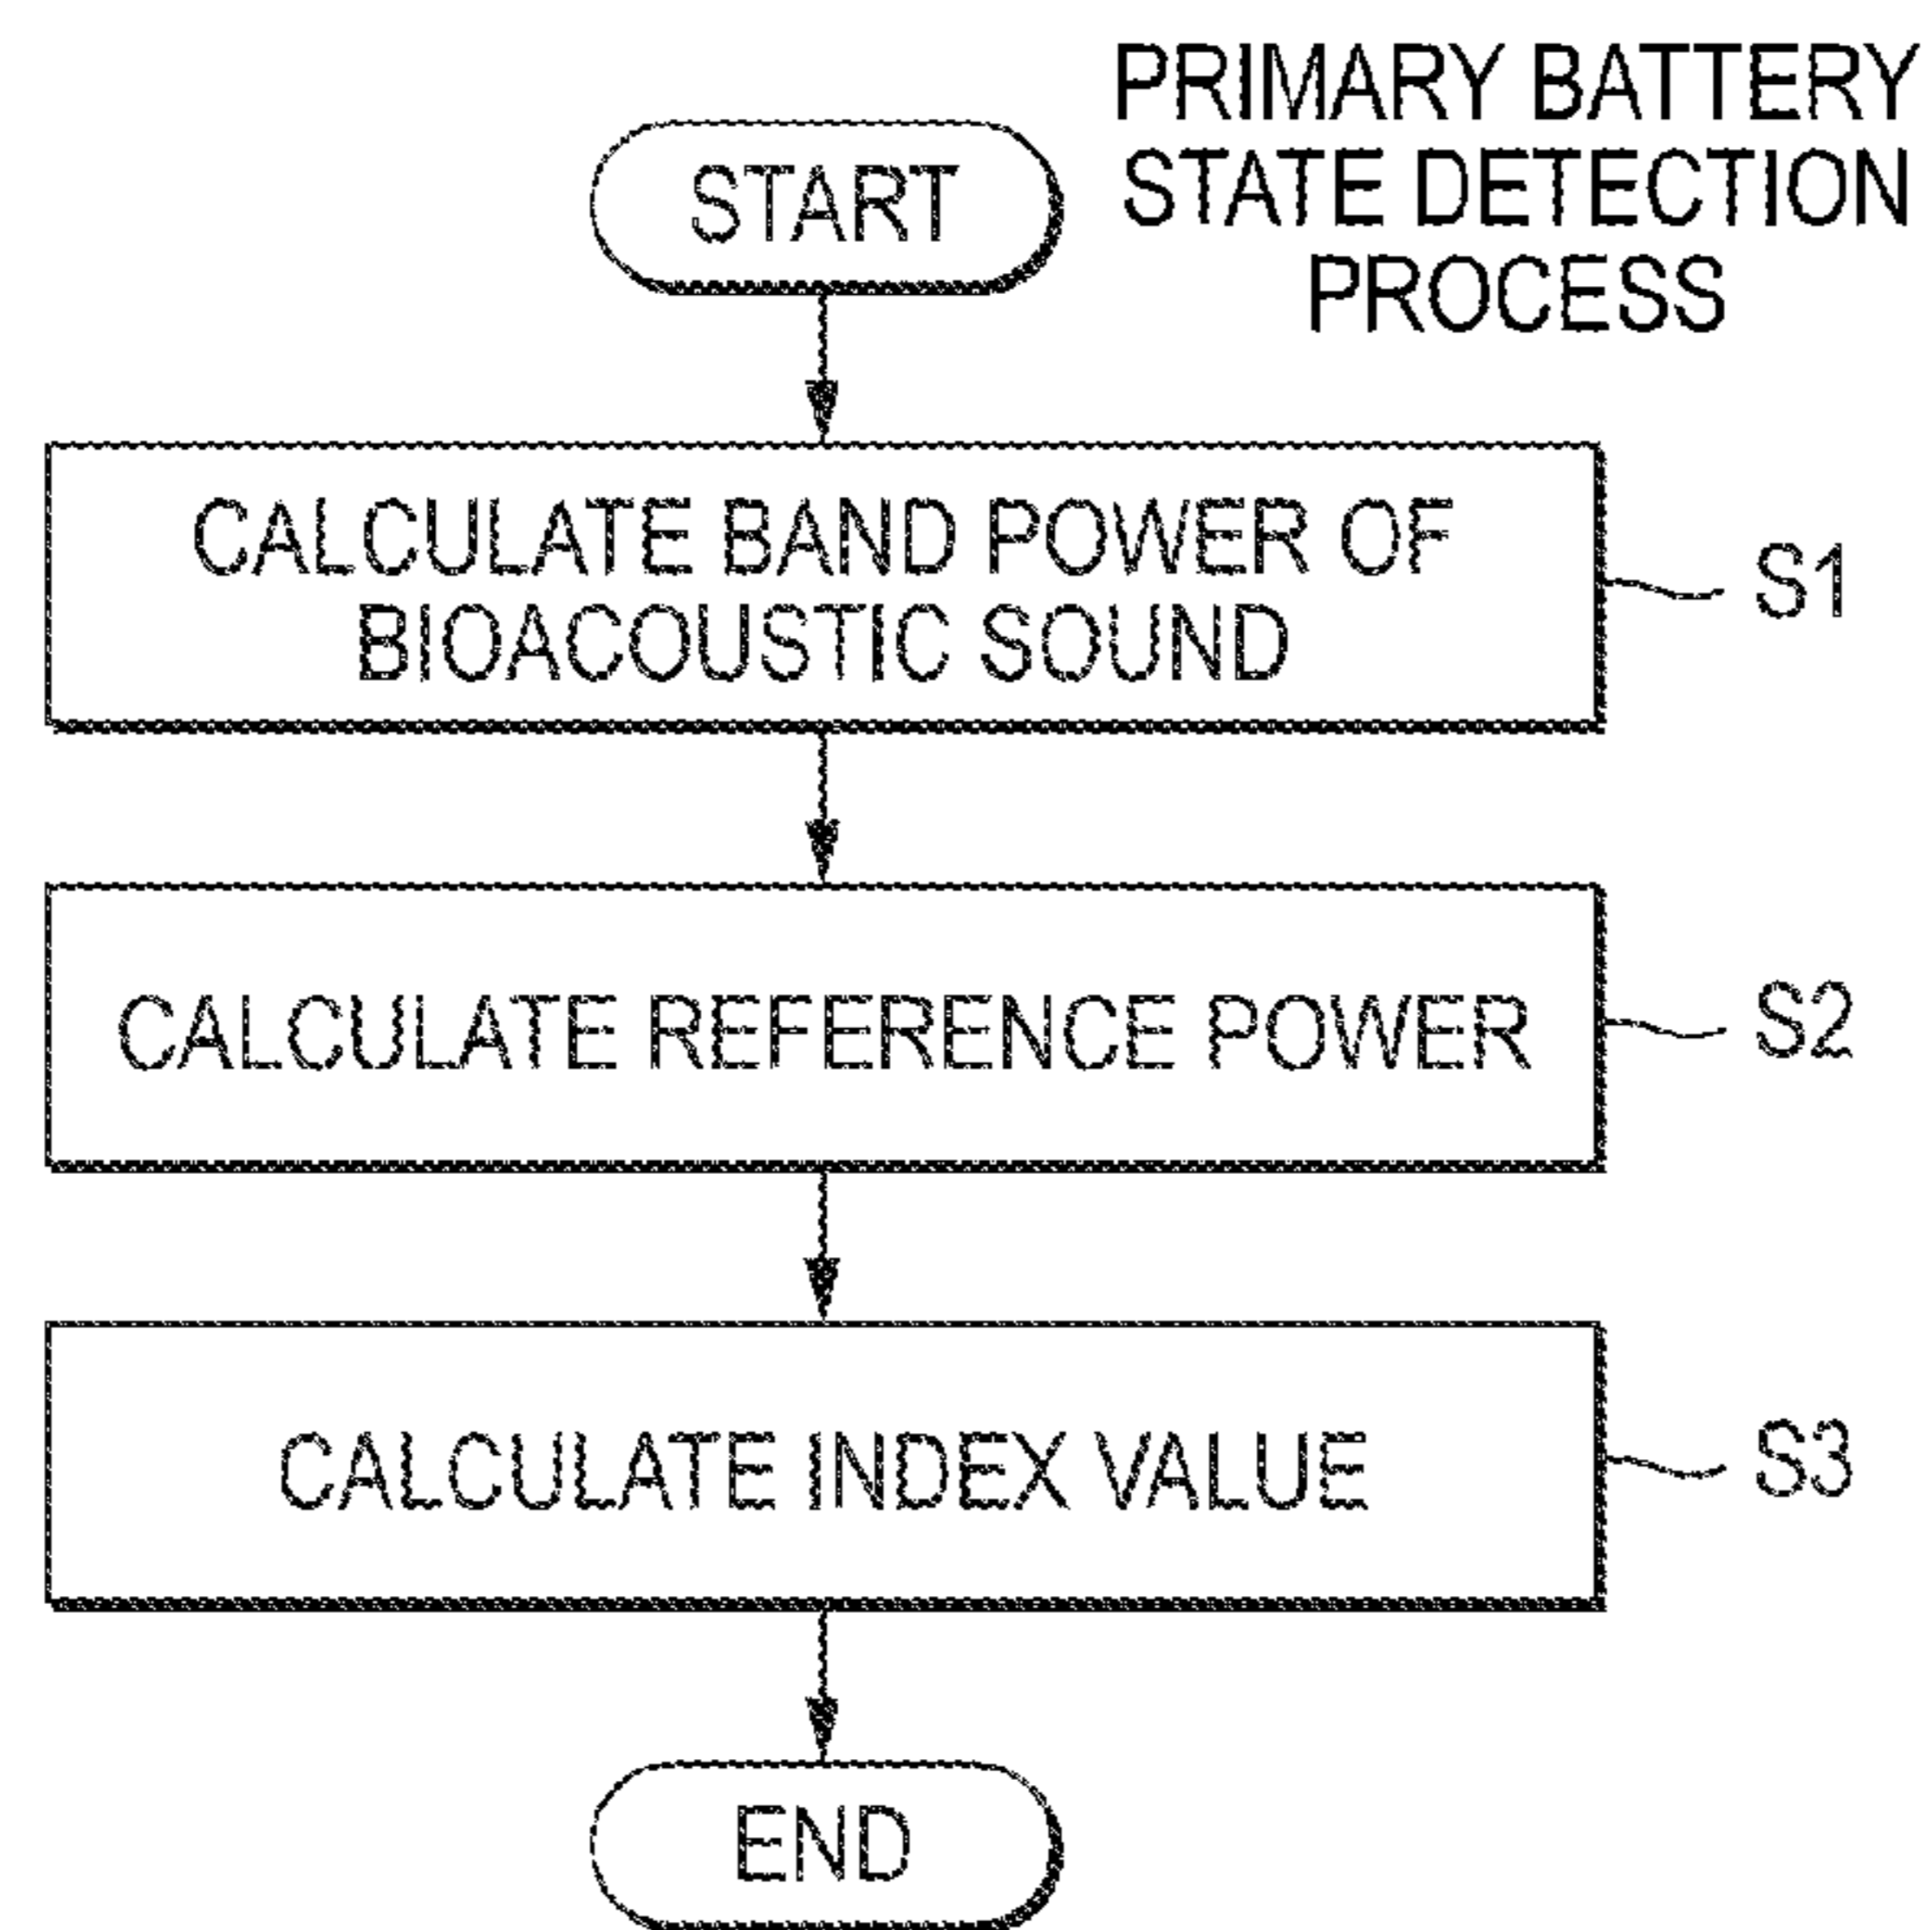 PRIMARY BATTERY
STATE DETECTION
PROCESS
START
CALCULATE BAND POWER OF
BIOACOUSTIC SOUND
S1
CALCULATE REFERENCE POWER
S2
CALCULATE INDEX VALUE
S3
END